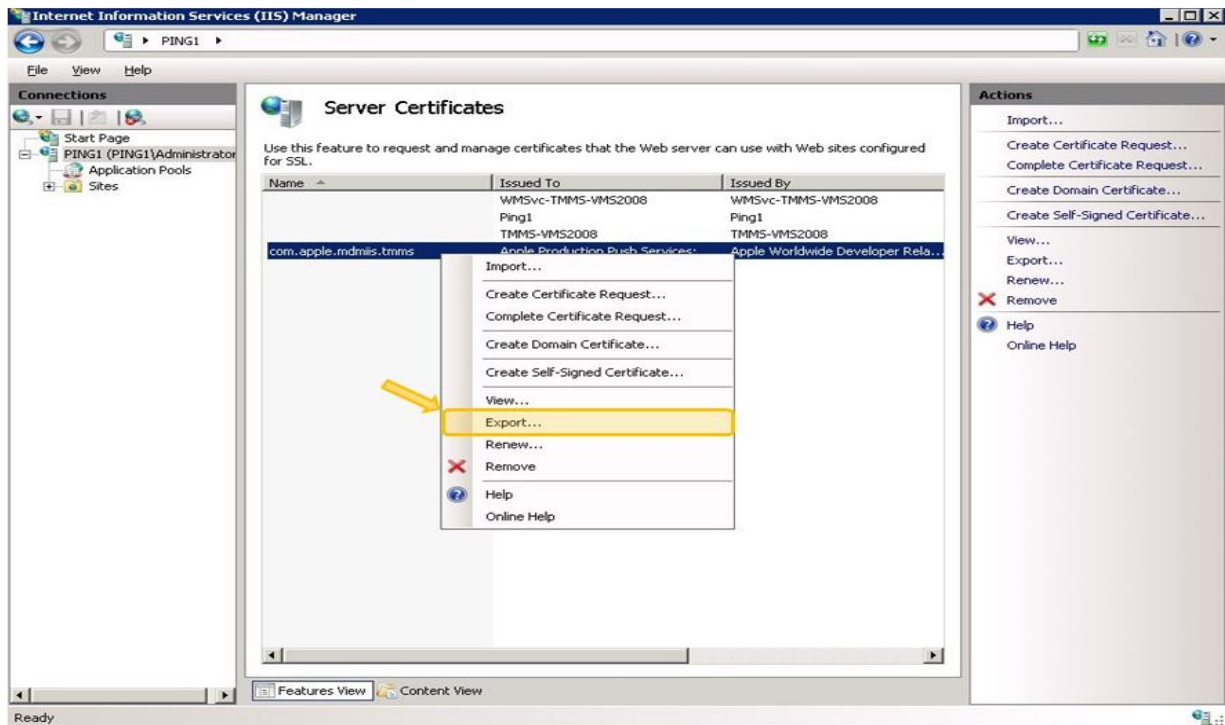 Internet Information Services (IIS) Manager
PING1
File View Help
Connections
Start Page
PING1 (PING1\Administrator
Application Pools
Sites
Server Certificates
Use this feature to request and manage certificates that the Web server can use with Web sites configured
for SSL.
Name Issued To Issued By
WMSvc-TMMS-VMS2008 WMSvc-TMMS-VMS2008
Ping1 Ping1
TMMS-VMS2008 TMMS-VMS2008
com.apple.mdmiis.tmms Apple Production Push Services: Apple Worldwide Developer Rela...
Import...
Create Certificate Request...
Complete Certificate Request...
Create Domain Certificate...
Create Self-Signed Certificate...
View...
Export...
Renew...
Remove
Help
Online Help
Features View Content View
Actions
Import...
Create Certificate Request...
Complete Certificate Request...
Create Domain Certificate...
Create Self-Signed Certificate...
View...
Export...
Renew...
Remove
Help
Online Help
Ready